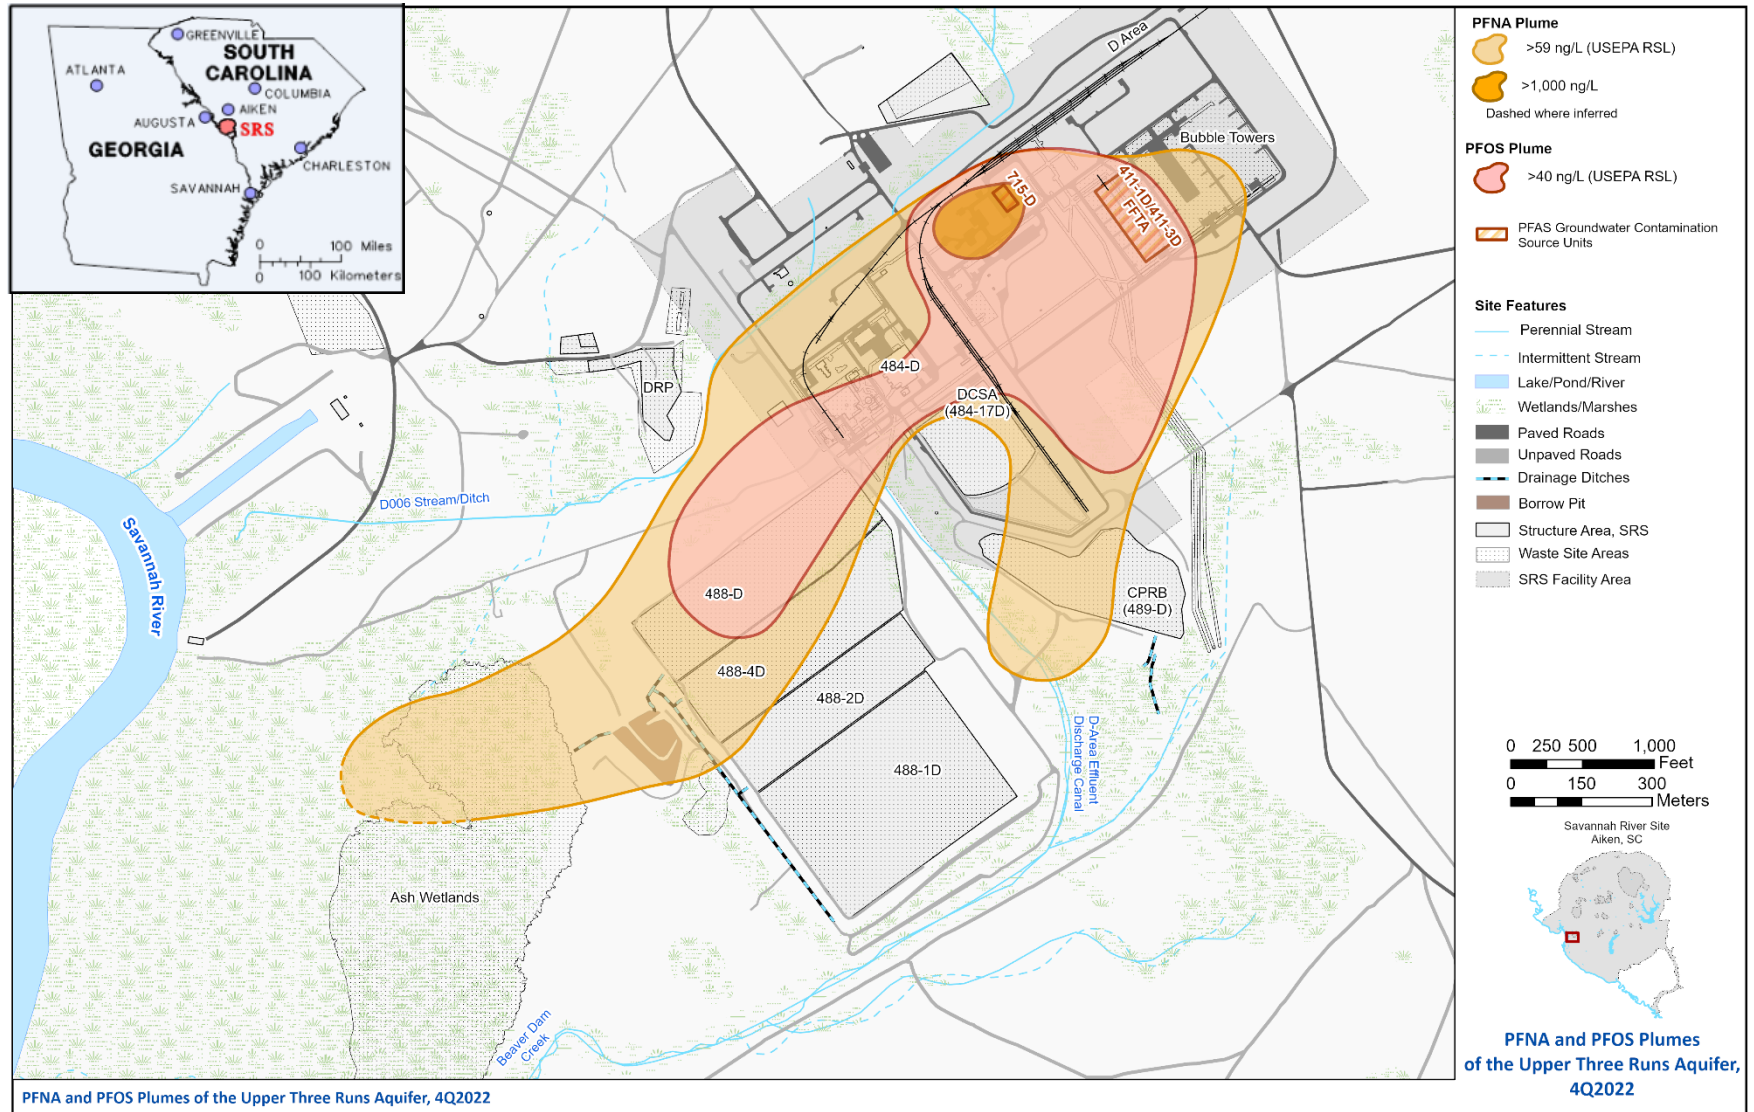 GREENVILLE
SOUTH
CAROLINA
ATLANTA
COLUMBIA
AIKEN
AUGUSTA
SRS
GEORGIA
CHARLESTON
SAVANNAH
0 100 Miles
0 100 Kilometers
D Area
Bubble Towers
715-D
411-1D/411-3D
FFTA
484-D
DCSA
(484-17D)
DRP
D006 Stream/Ditch
Savannah River
488-D
CPRB
(489-D)
488-4D
488-2D
488-1D
D-Area Effluent
Discharge Canal
Ash Wetlands
Beaver Dam
Creek
PFNA and PFOS Plumes of the Upper Three Runs Aquifer, 4Q2022
PFNA Plume
>59 ng/L (USEPA RSL)
>1,000 ng/L
Dashed where inferred
PFOS Plume
>40 ng/L (USEPA RSL)
PFAS Groundwater Contamination
Source Units
Site Features
Perennial Stream
Intermittent Stream
Lake/Pond/River
Wetlands/Marshes
Paved Roads
Unpaved Roads
Drainage Ditches
Borrow Pit
Structure Area, SRS
Waste Site Areas
SRS Facility Area
0 250 500 1,000
Feet
0 150 300
Meters
Savannah River Site
Aiken, SC
PFNA and PFOS Plumes
of the Upper Three Runs Aquifer,
4Q2022